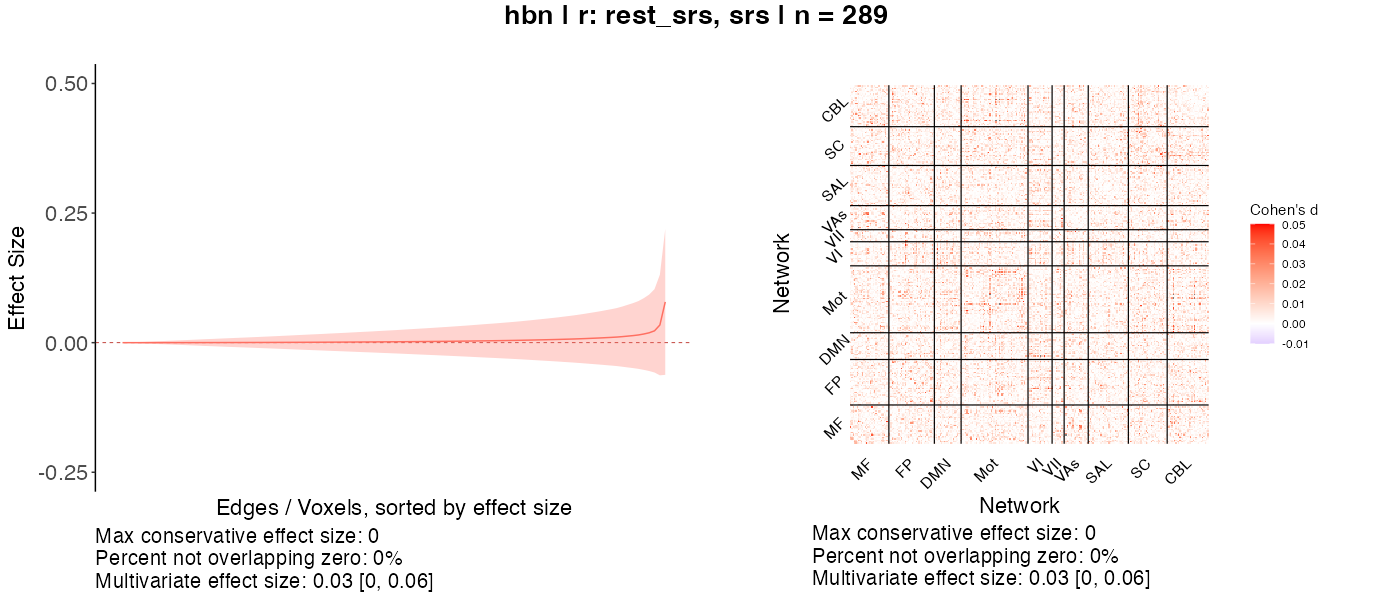 hbn | r: rest_srs, srs | n = 289
0.50
0.25
0.00
-0.25
Effect Size
Edges / Voxels, sorted by effect size
Max conservative effect size: 0
Percent not overlapping zero: 0%
Multivariate effect size: 0.03 [0, 0.06]
Network
CBL
SC
SAL
VAs
VII
VI
Mot
DMN
FP
MF
MF
FP
DMN
Mot
VI
VII
VAs
SAL
SC
CBL
Network
Max conservative effect size: 0
Percent not overlapping zero: 0%
Multivariate effect size: 0.03 [0, 0.06]
Cohen's d
0.05
0.04
0.03
0.02
0.01
0.00
-0.01